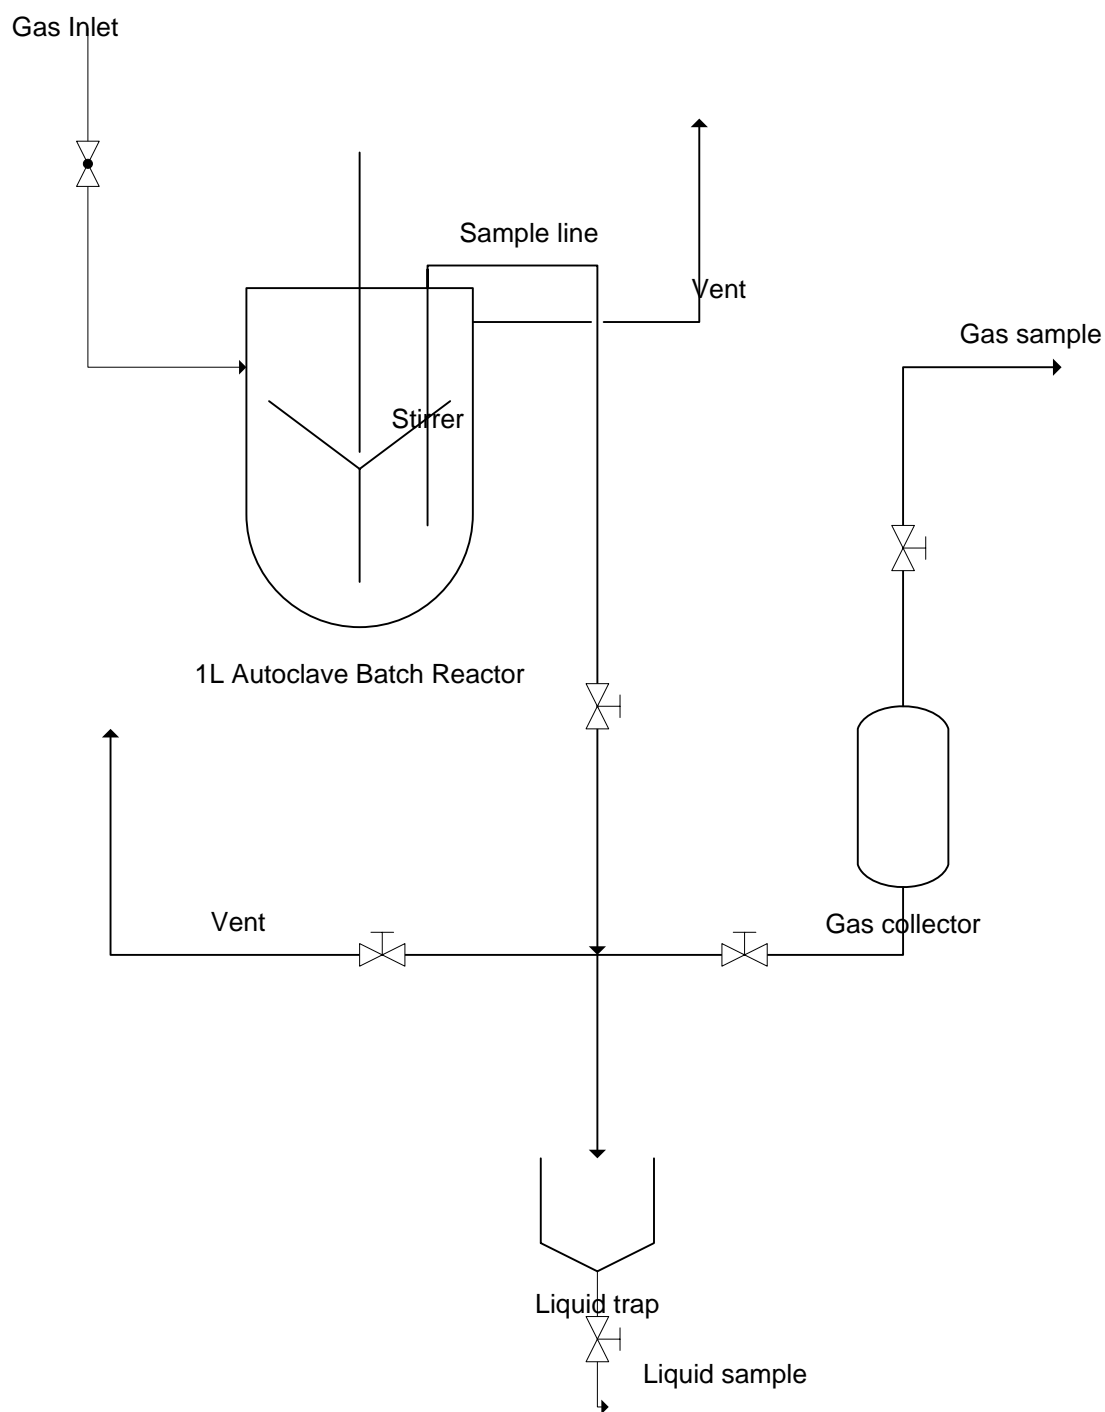 Gas Inlet
Sample line
Vent
Gas sample
Stirrer
1L Autoclave Batch Reactor
Vent
Gas collector
Liquid trap
Liquid sample